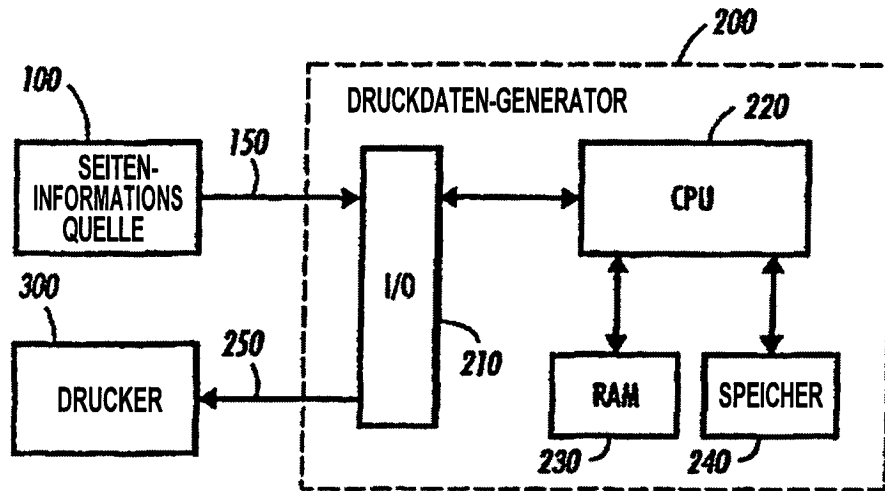 200
100
DRUCKDATEN-GENERATOR
220
150
SEITEN-
INFORMATIONS
QUELLE
CPU
I/O
300
250
210
DRUCKER
RAM
SPEICHER
230
240